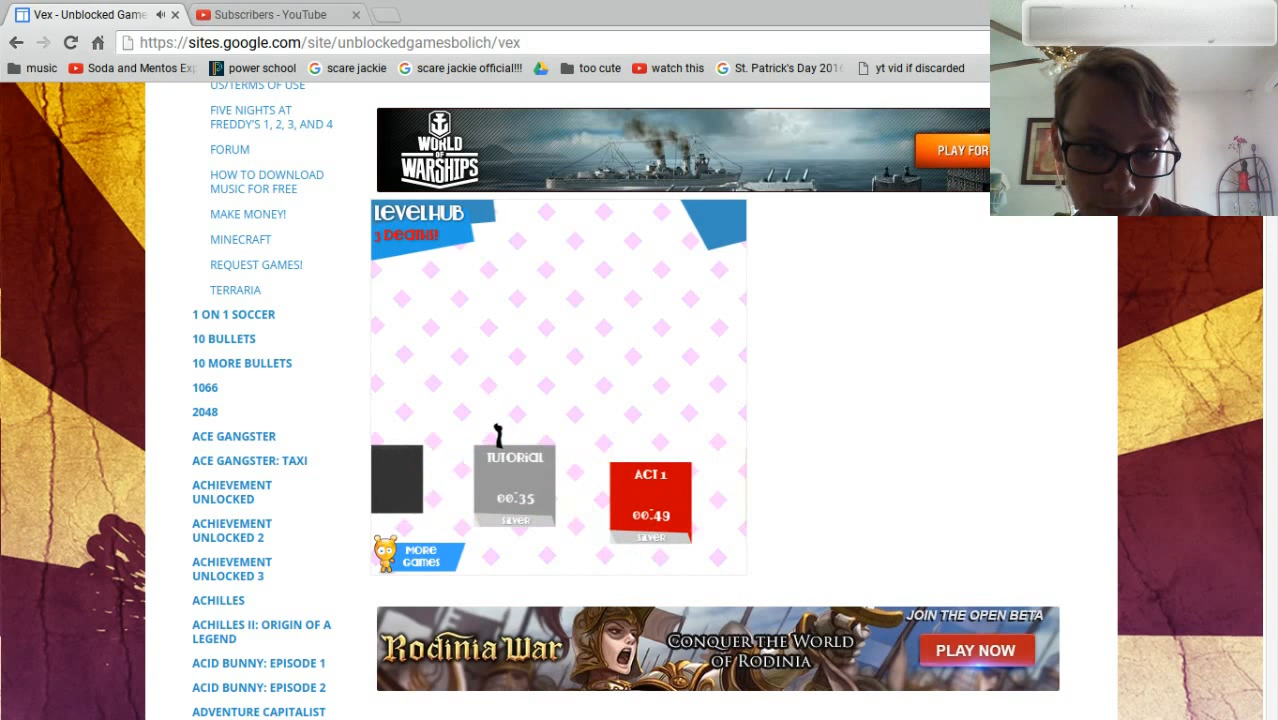 Vex - Unblocked Game
Subscribers - YouTube
https://sites.google.com/site/unblockedgamesbolich/vex
music
Soda and Mentos Exp
power school
scare jackie
scare jackie official!!!
too cute
watch this
St. Patrick's Day 2016
yt vid if discarded
US/TERMS OF USE
FIVE NIGHTS AT
FREDDY'S 1, 2, 3, AND 4
FORUM
HOW TO DOWNLOAD
MUSIC FOR FREE
MAKE MONEY!
MINECRAFT
REQUEST GAMES!
TERRARIA
1 ON 1 SOCCER
10 BULLETS
10 MORE BULLETS
1066
2048
ACE GANGSTER
ACE GANGSTER: TAXI
ACHIEVEMENT
UNLOCKED
ACHIEVEMENT
UNLOCKED 2
ACHIEVEMENT
UNLOCKED 3
ACHILLES
ACHILLES II: ORIGIN OF A
LEGEND
ACID BUNNY: EPISODE 1
ACID BUNNY: EPISODE 2
ADVENTURE CAPITALIST
WORLD
OF
WARSHIPS
PLAY FOR
LEVEL HUB
3 Deaths!
TUTORIAL
00:35
SILVER
ACT 1
00:49
SILVER
MORE
GAMES
RODINIA WAR
CONQUER THE WORLD
OF RODINIA
JOIN THE OPEN BETA
PLAY NOW